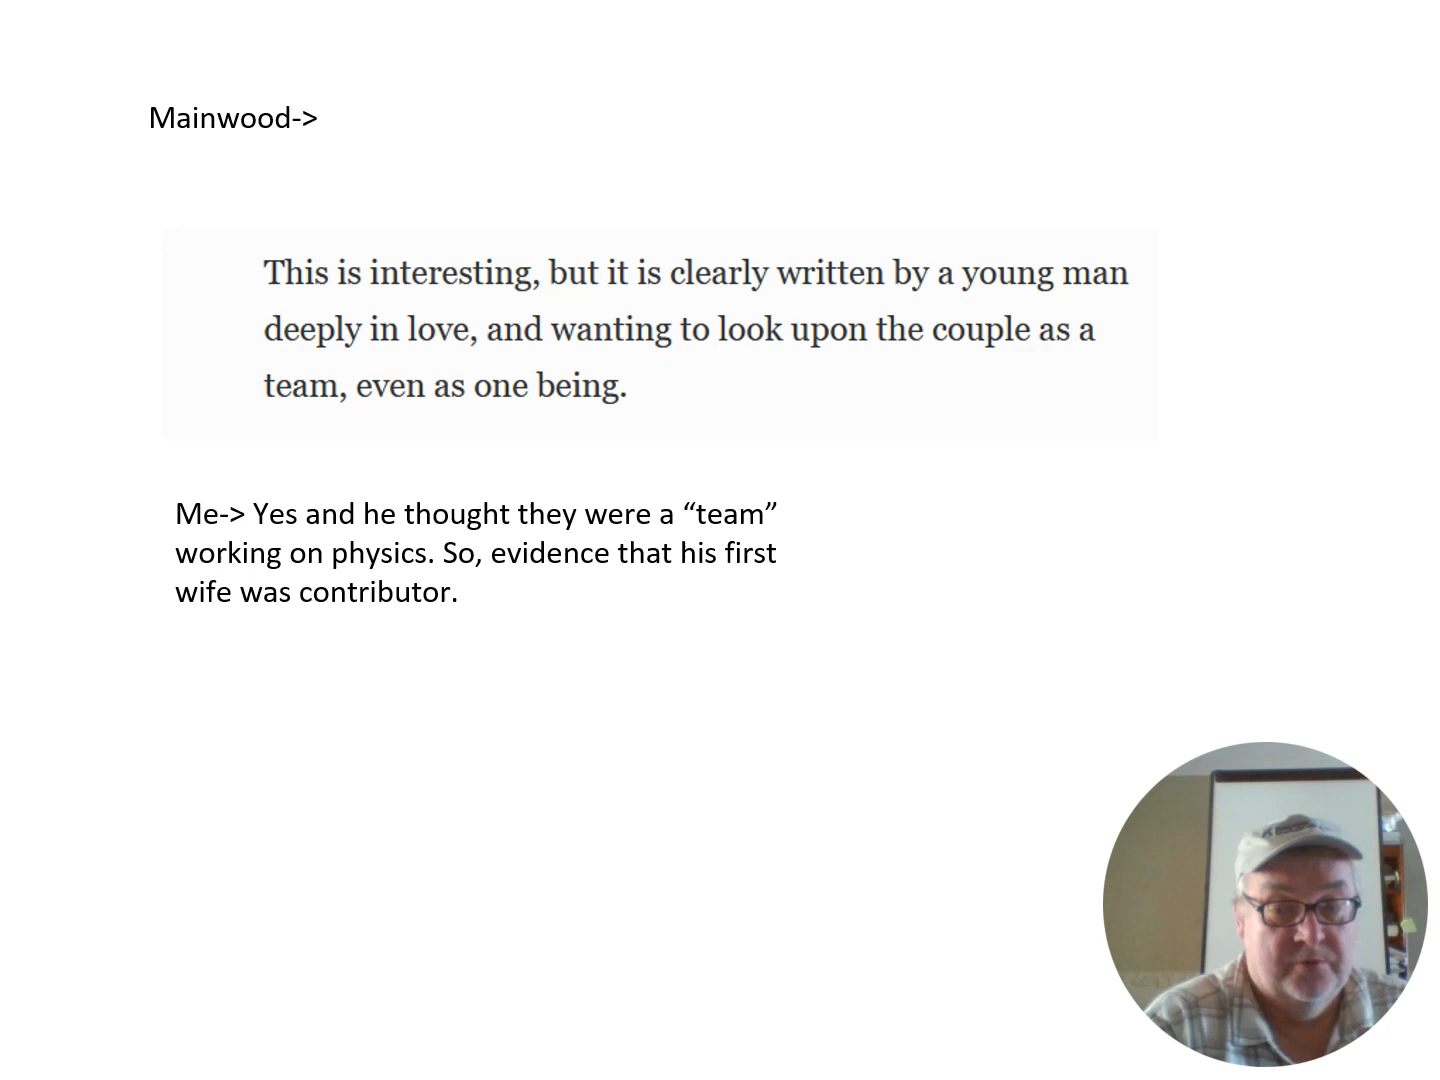 Mainwood->
This is interesting, but it is clearly written by a young man
deeply in love, and wanting to look upon the couple as a
team, even as one being.
Me-> Yes and he thought they were a “team”
working on physics. So, evidence that his first
wife was contributor.